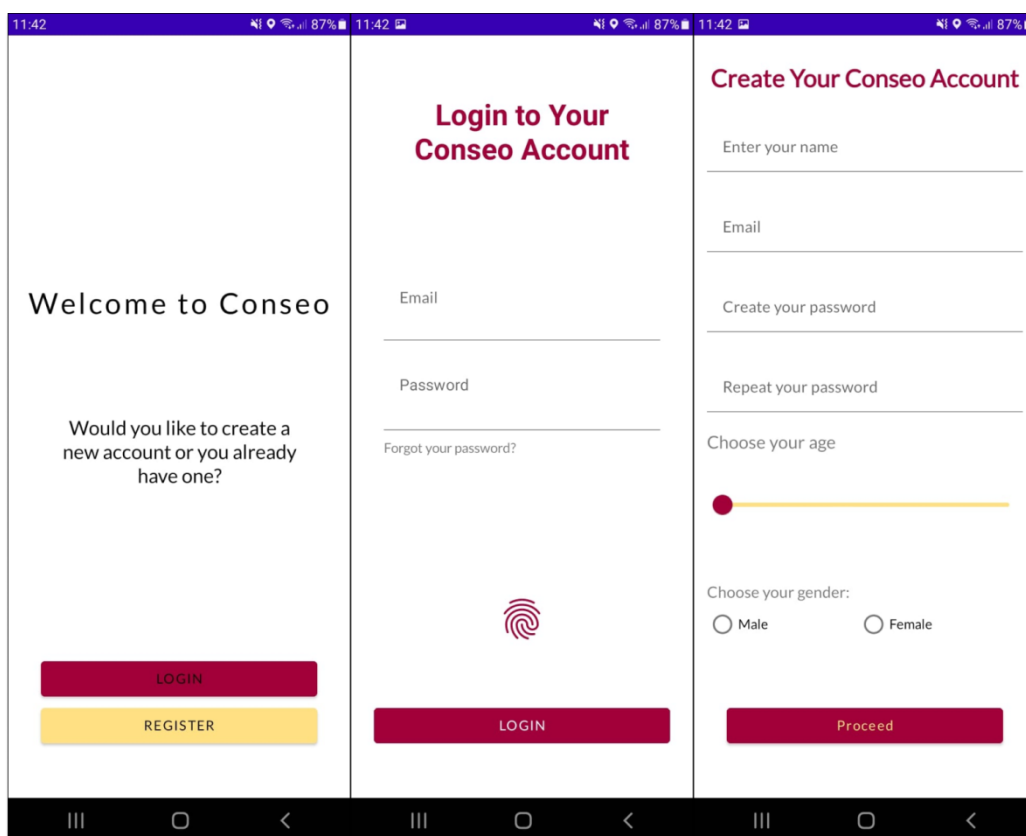 11:42 87%
Welcome to Conseo
Would you like to create a
new account or you already
have one?
LOGIN
REGISTER
11:42 87%
Login to Your
Conseo Account
Email
Password
Forgot your password?
LOGIN
11:42 87%
Create Your Conseo Account
Enter your name
Email
Create your password
Repeat your password
Choose your age
Choose your gender:
Male Female
Proceed